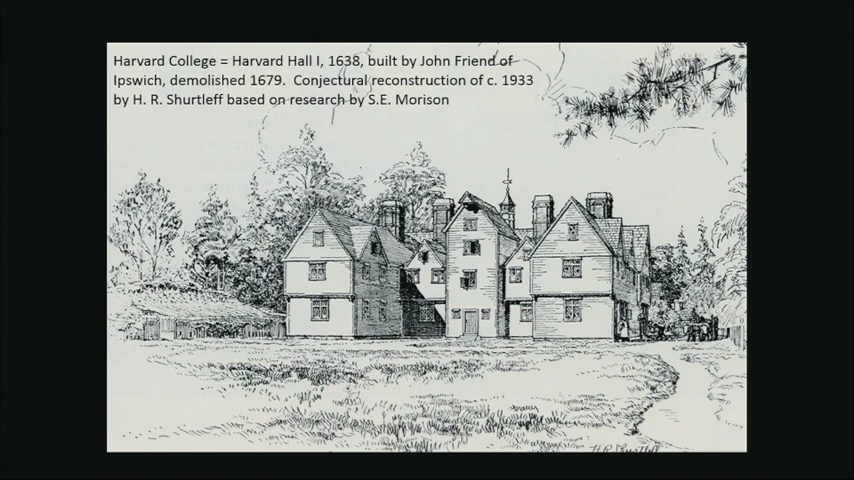 Harvard College = Harvard Hall I, 1638, built by John Friend of
Ipswich, demolished 1679.  Conjectural reconstruction of c. 1933
by H. R. Shurtleff based on research by S.E. Morison
H.R. Shurtleff